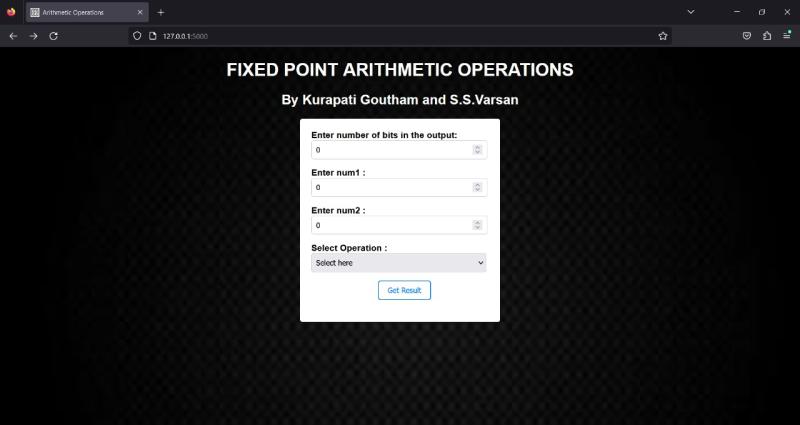 Arithmetic Operations
127.0.0.1:5000
FIXED POINT ARITHMETIC OPERATIONS
By Kurapati Goutham and S.S.Varsan
Enter number of bits in the output:
0
Enter num1 :
0
Enter num2 :
0
Select Operation :
Select here
Get Result